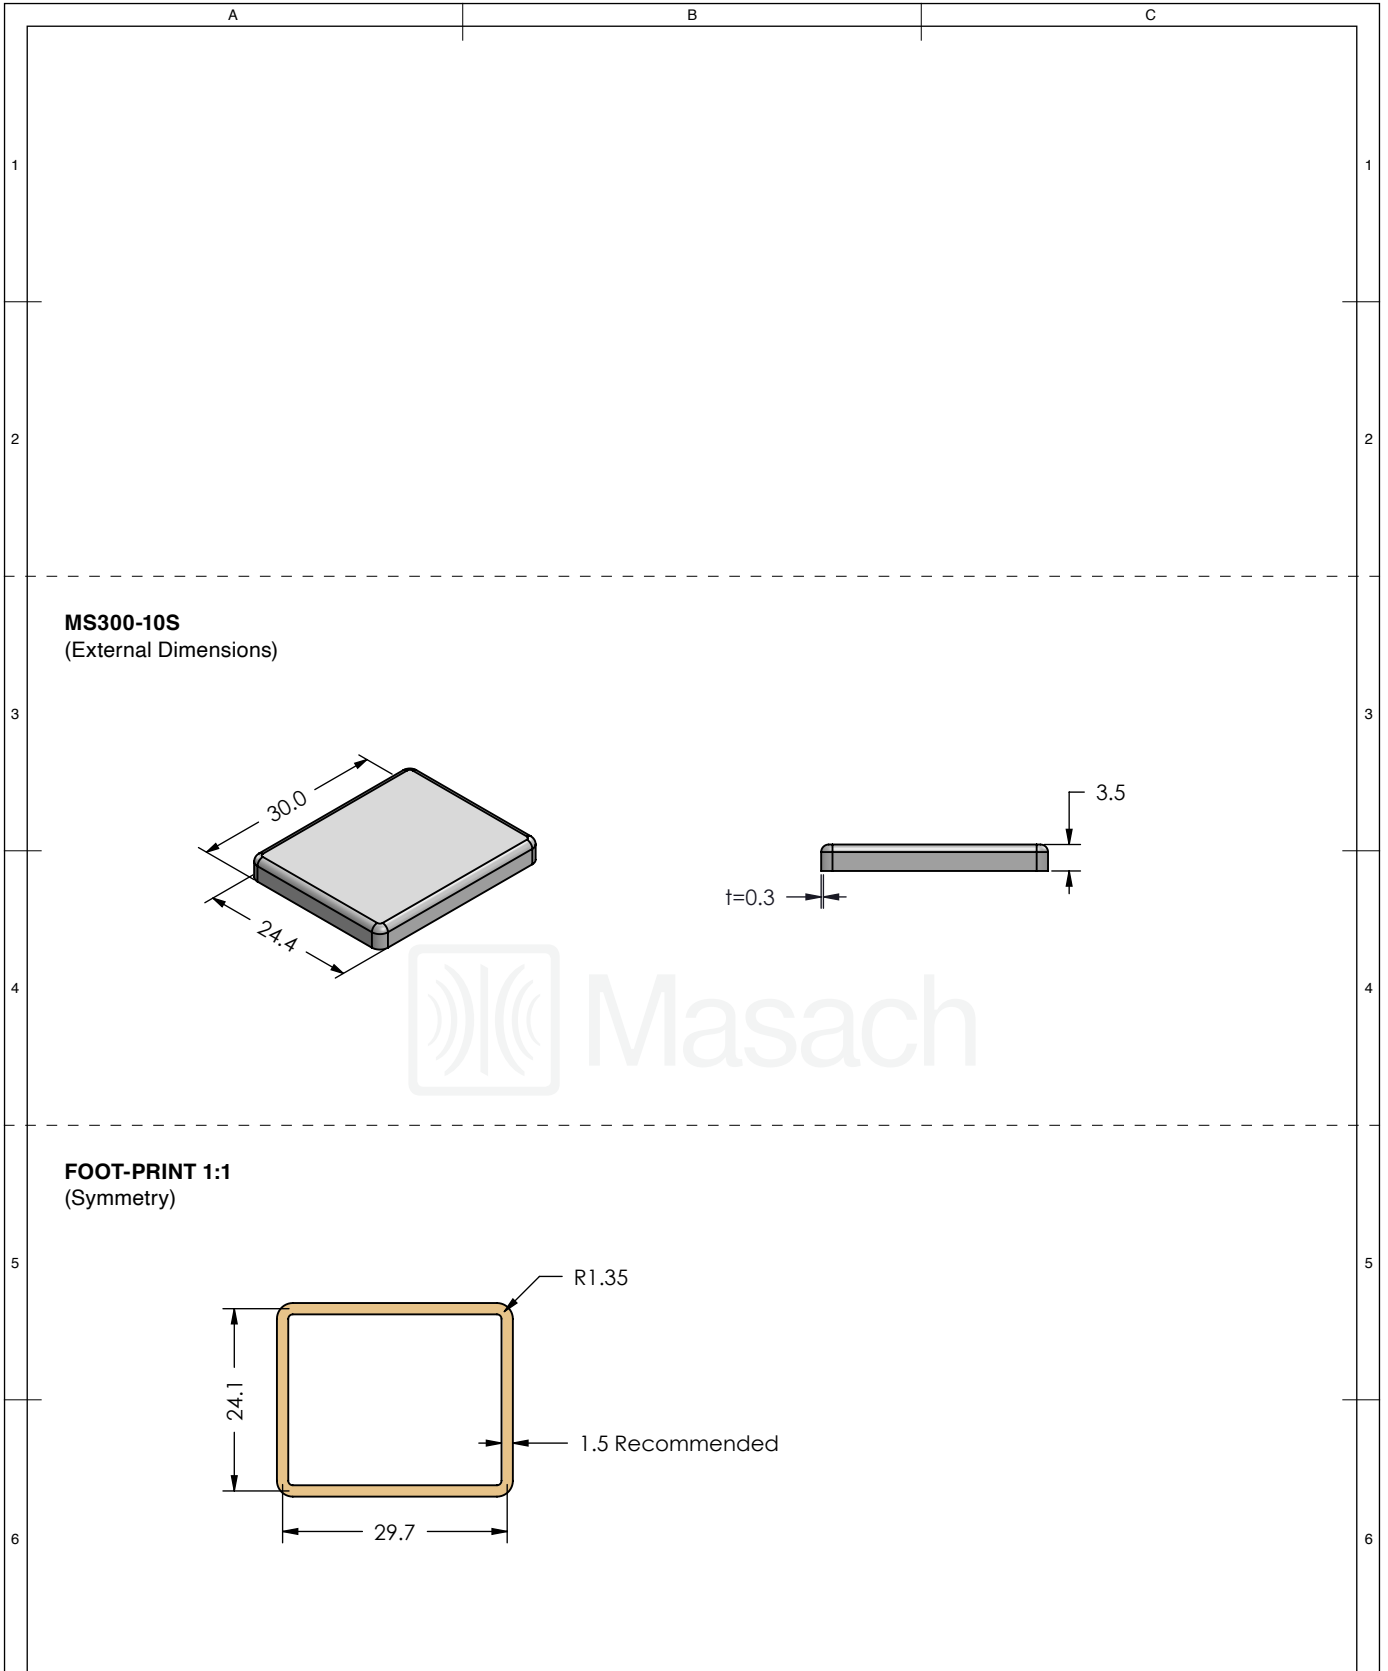 A B C
1 1
2 2
MS300-10S
(External Dimensions)
3 3
30.0
24.4
3.5
t=0.3
Masach
4 4
FOOT-PRINT 1:1
(Symmetry)
5 5
R1.35
24.1
1.5 Recommended
29.7
6 6